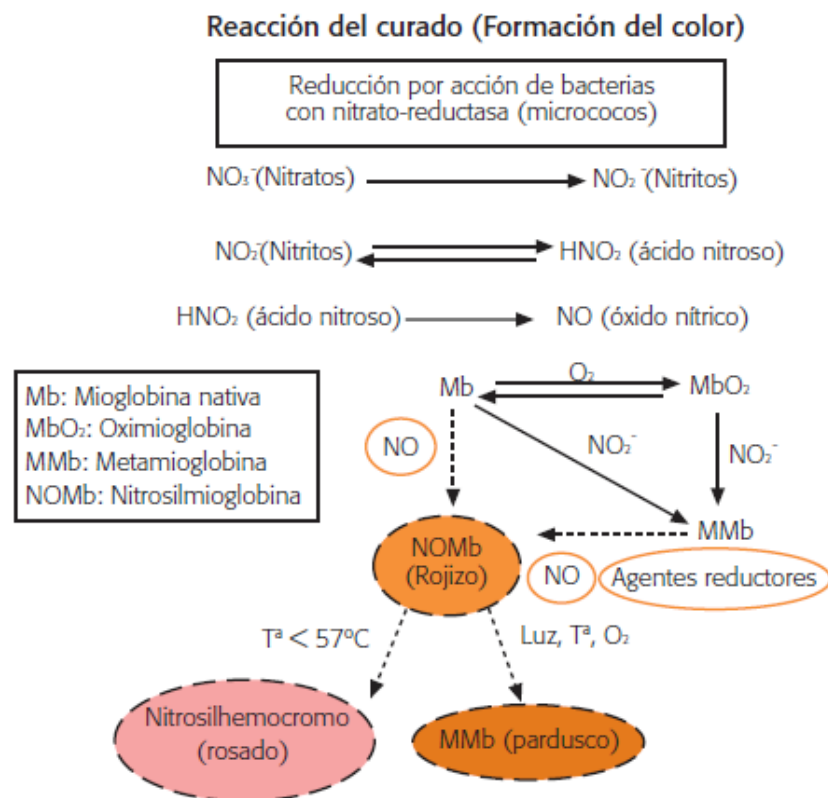 Reacción del curado (Formación del color)
Reducción por acción de bacterias
con nitrato-reductasa (micrococos)
NO₃⁻(Nitratos) NO₂⁻(Nitritos)
NO₂⁻(Nitritos) HNO₂ (ácido nitroso)
HNO₂ (ácido nitroso) NO (óxido nítrico)
Mb: Mioglobina nativa
MbO₂: Oximioglobina
MMb: Metamioglobina
NOMb: Nitrosilmioglobina
Mb O₂ MbO₂
NO NO₂⁻ NO₂⁻
MMb
NOMb
(Rojizo)
NO Agentes reductores
Tª < 57ºC Luz, Tª, O₂
Nitrosilhemocromo
(rosado)
MMb (pardusco)